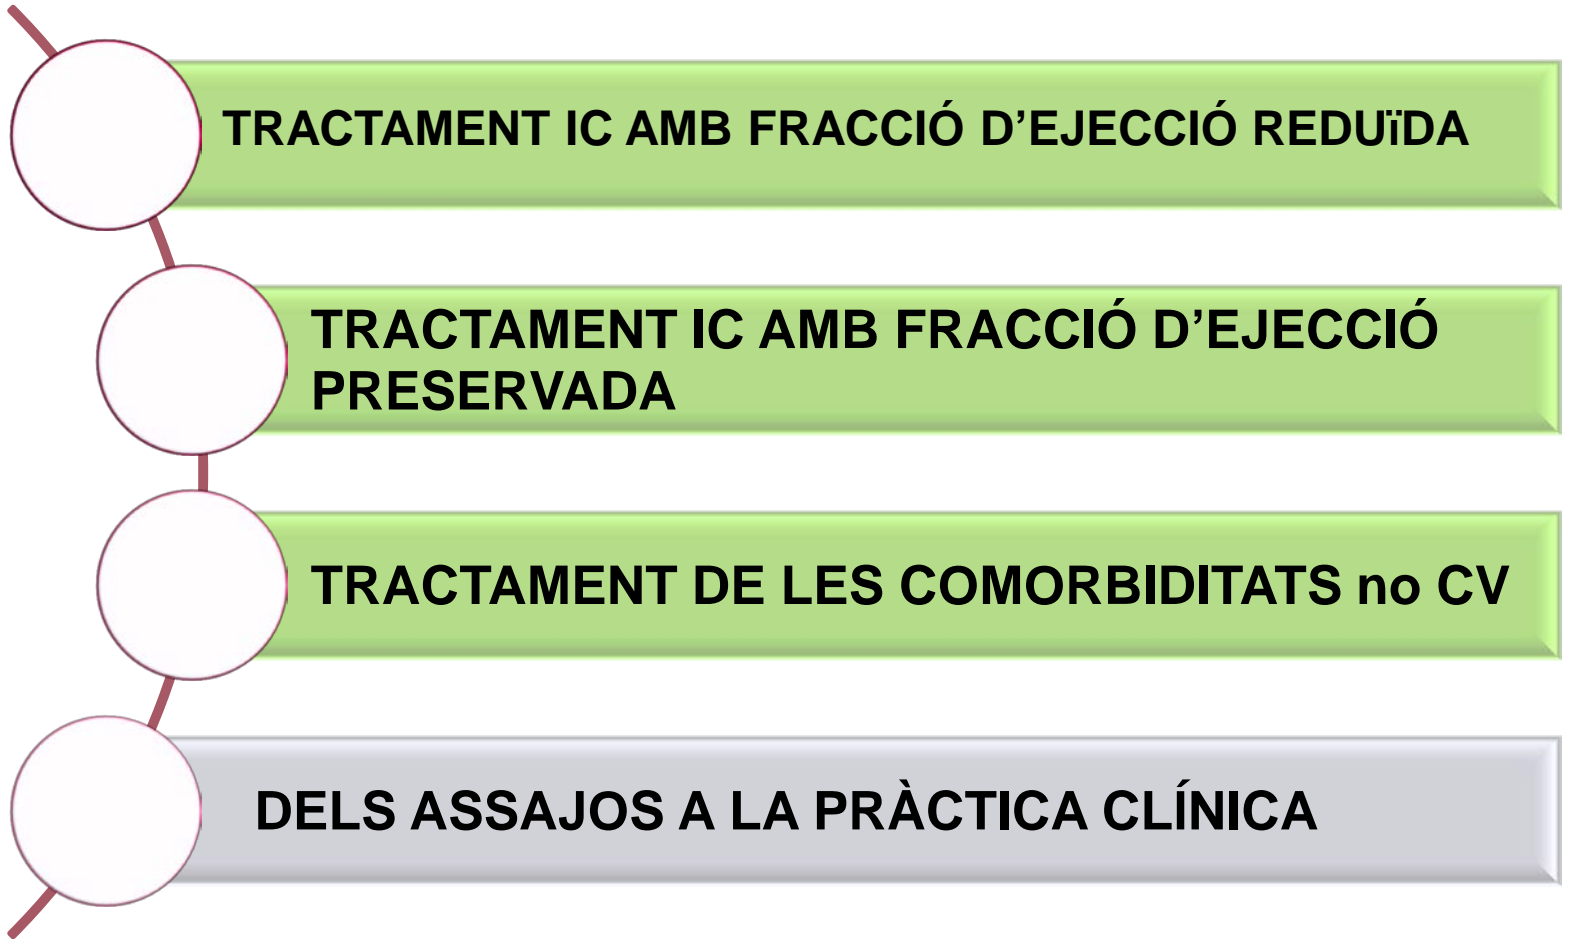 TRACTAMENT IC AMB FRACCIÓ D’EJECCIÓ REDUïDA
TRACTAMENT IC AMB FRACCIÓ D’EJECCIÓ
PRESERVADA
TRACTAMENT DE LES COMORBIDITATS no CV
DELS ASSAJOS A LA PRÀCTICA CLÍNICA